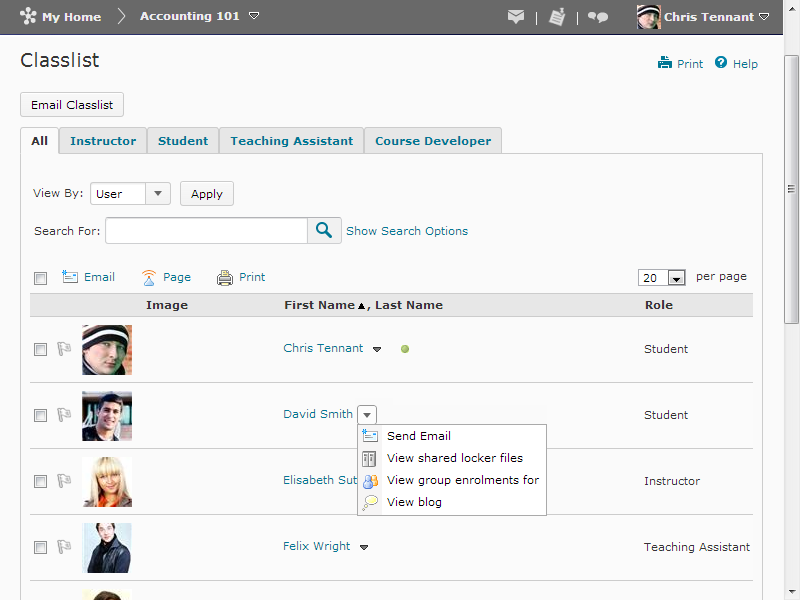 My Home Accounting 101 Chris Tennant
Classlist
Print Help
Email Classlist
All Instructor Student Teaching Assistant Course Developer
View By: User Apply
Search For: Show Search Options
Email Page Print 20 per page
Image First Name, Last Name Role
Chris Tennant Student
David Smith Student
Send Email
View shared locker files
Elisabeth Sut View group enrolments for Instructor
View blog
Felix Wright Teaching Assistant